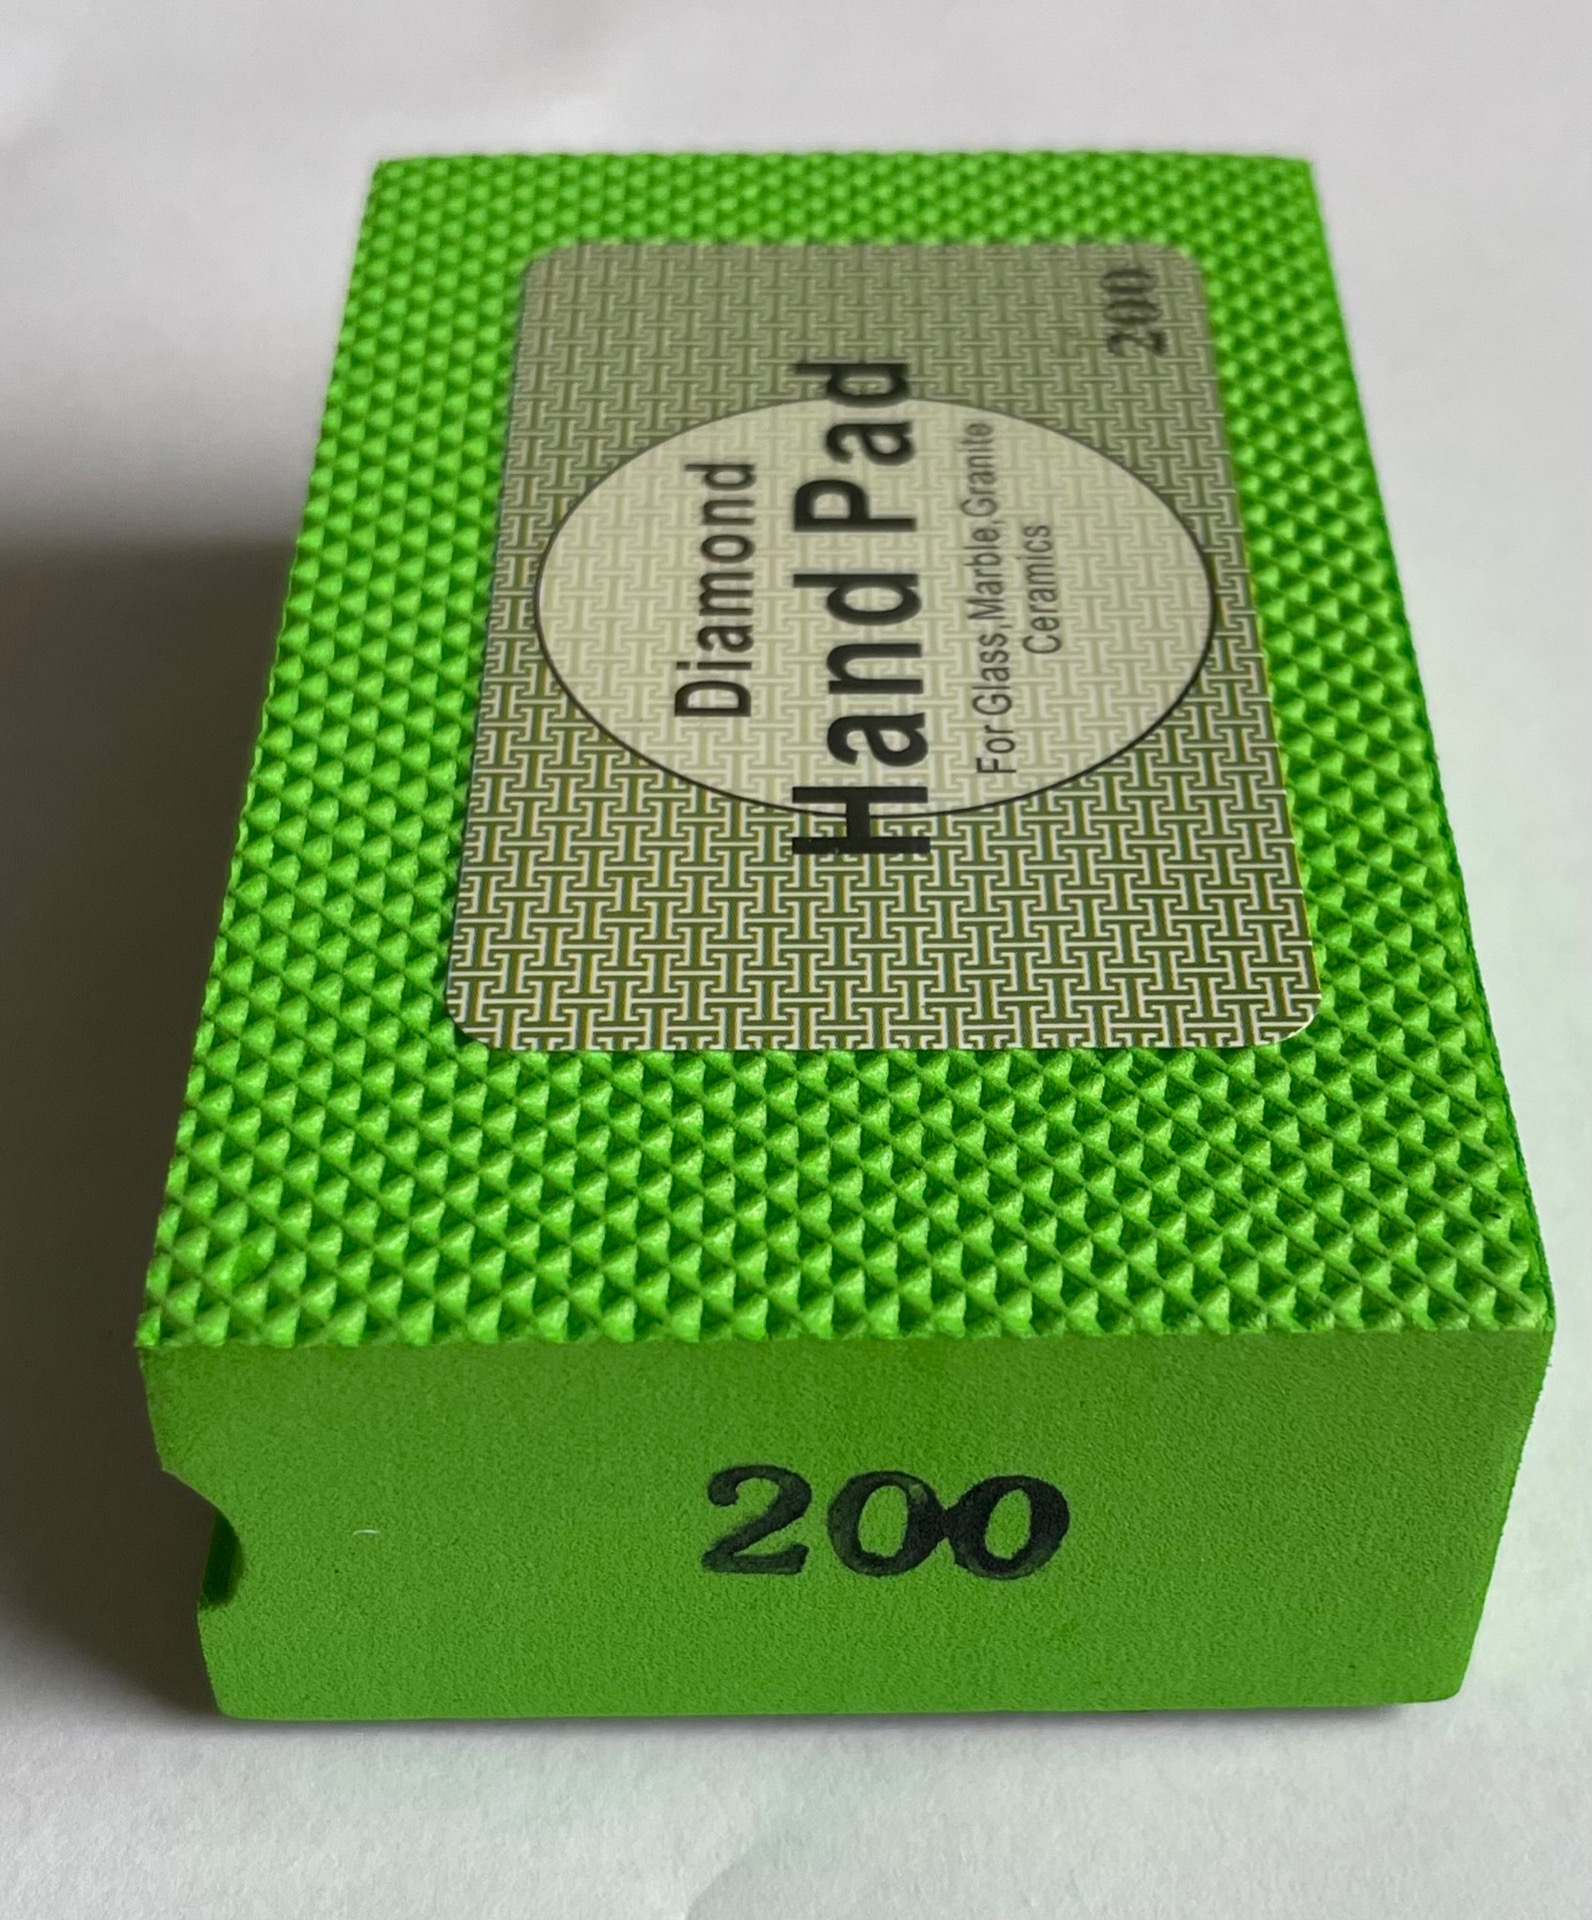 Diamond
Hand Pad
For Glass,Marble,Granite
Ceramics
200
200